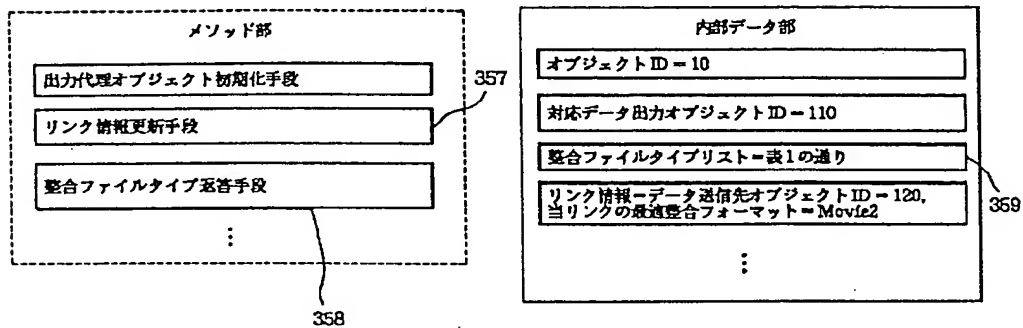 メソッド部
出力代理オブジェクト初期化手段
リンク情報更新手段
357
整合ファイルタイプ返答手段
⋮
358
内部データ部
オブジェクトID=10
対応データ出力オブジェクトID=110
整合ファイルタイプリスト=表1の通り
リンク情報=データ送信先オブジェクトID=120,
当リンクの最適整合フォーマット=Movie2
359
⋮